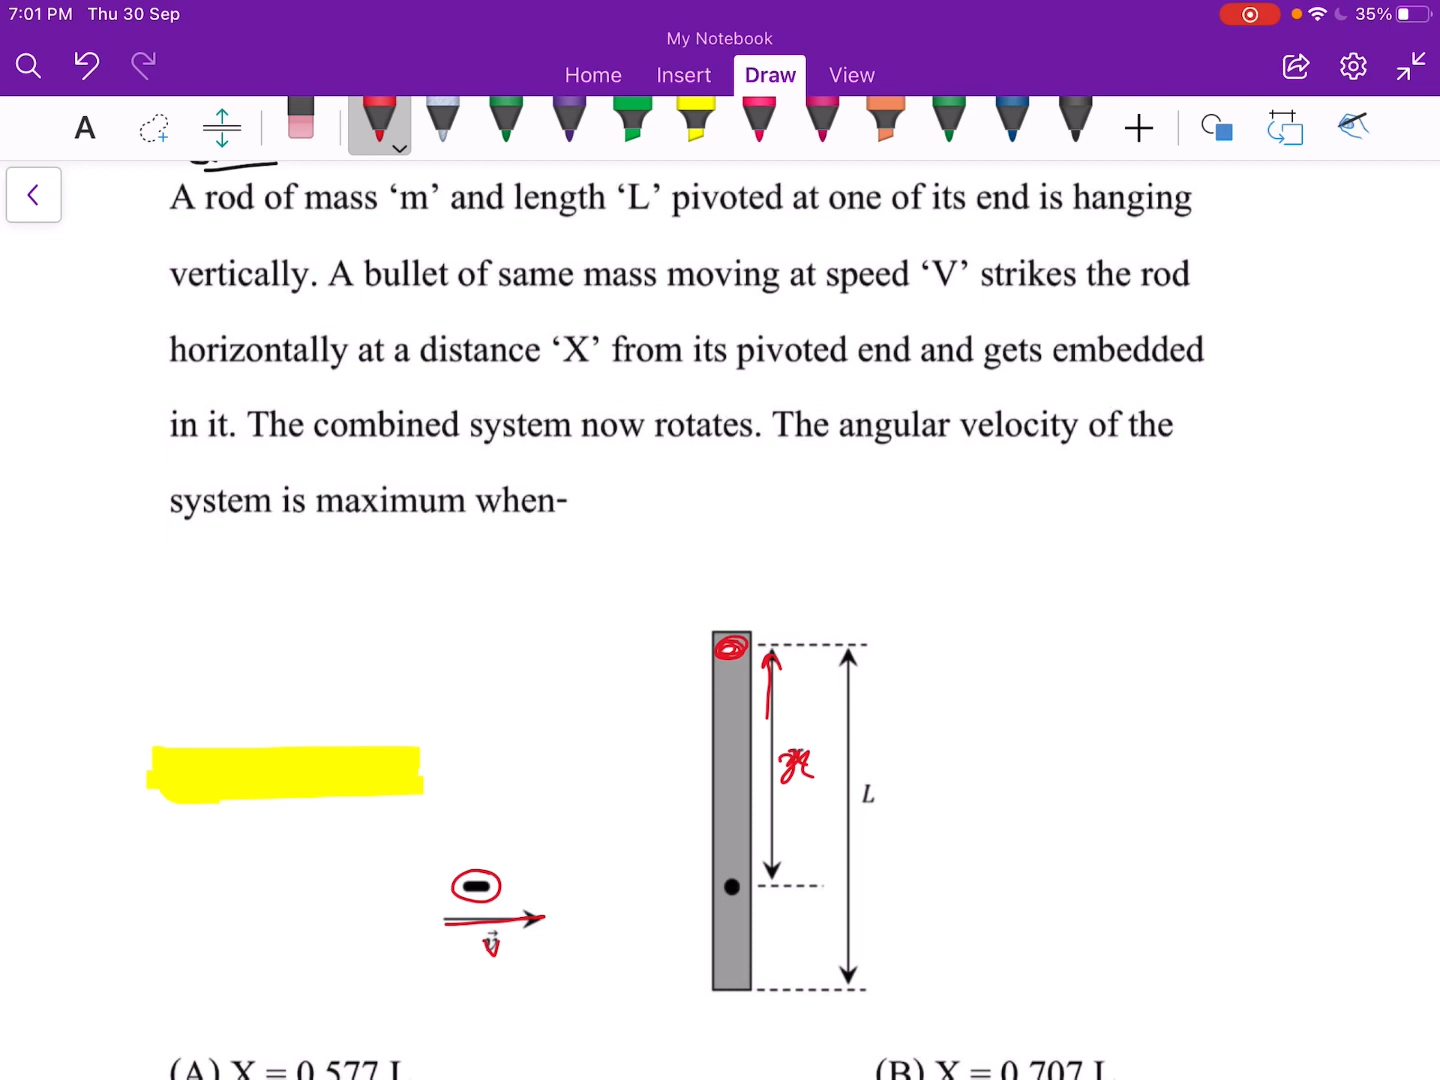 7:01 PM Thu 30 Sep
35%
My Notebook
Home Insert Draw View
A
A rod of mass ‘m’ and length ‘L’ pivoted at one of its end is hanging
vertically. A bullet of same mass moving at speed ‘V’ strikes the rod
horizontally at a distance ‘X’ from its pivoted end and gets embedded
in it. The combined system now rotates. The angular velocity of the
system is maximum when-
x
L
v
(A) X = 0.577 L
(B) X = 0.707 L